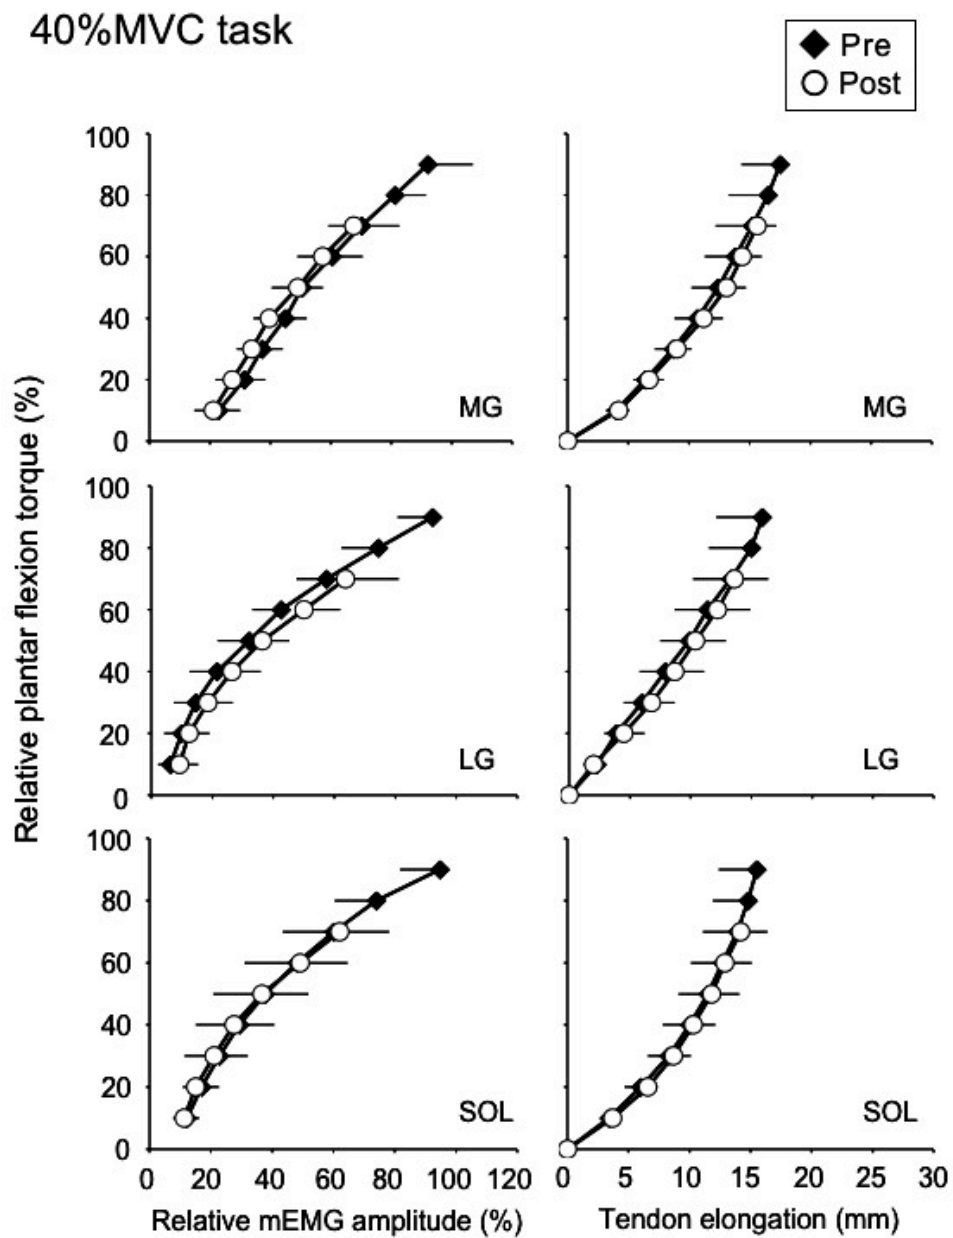 40%MVC task
Pre
Post
100
80
60
40
20
0
MG
MG
100
80
60
40
20
0
LG
LG
100
80
60
40
20
0
SOL
SOL
0 20 40 60 80 100 120
0 5 10 15 20 25 30
Relative plantar flexion torque (%)
Relative mEMG amplitude (%)
Tendon elongation (mm)